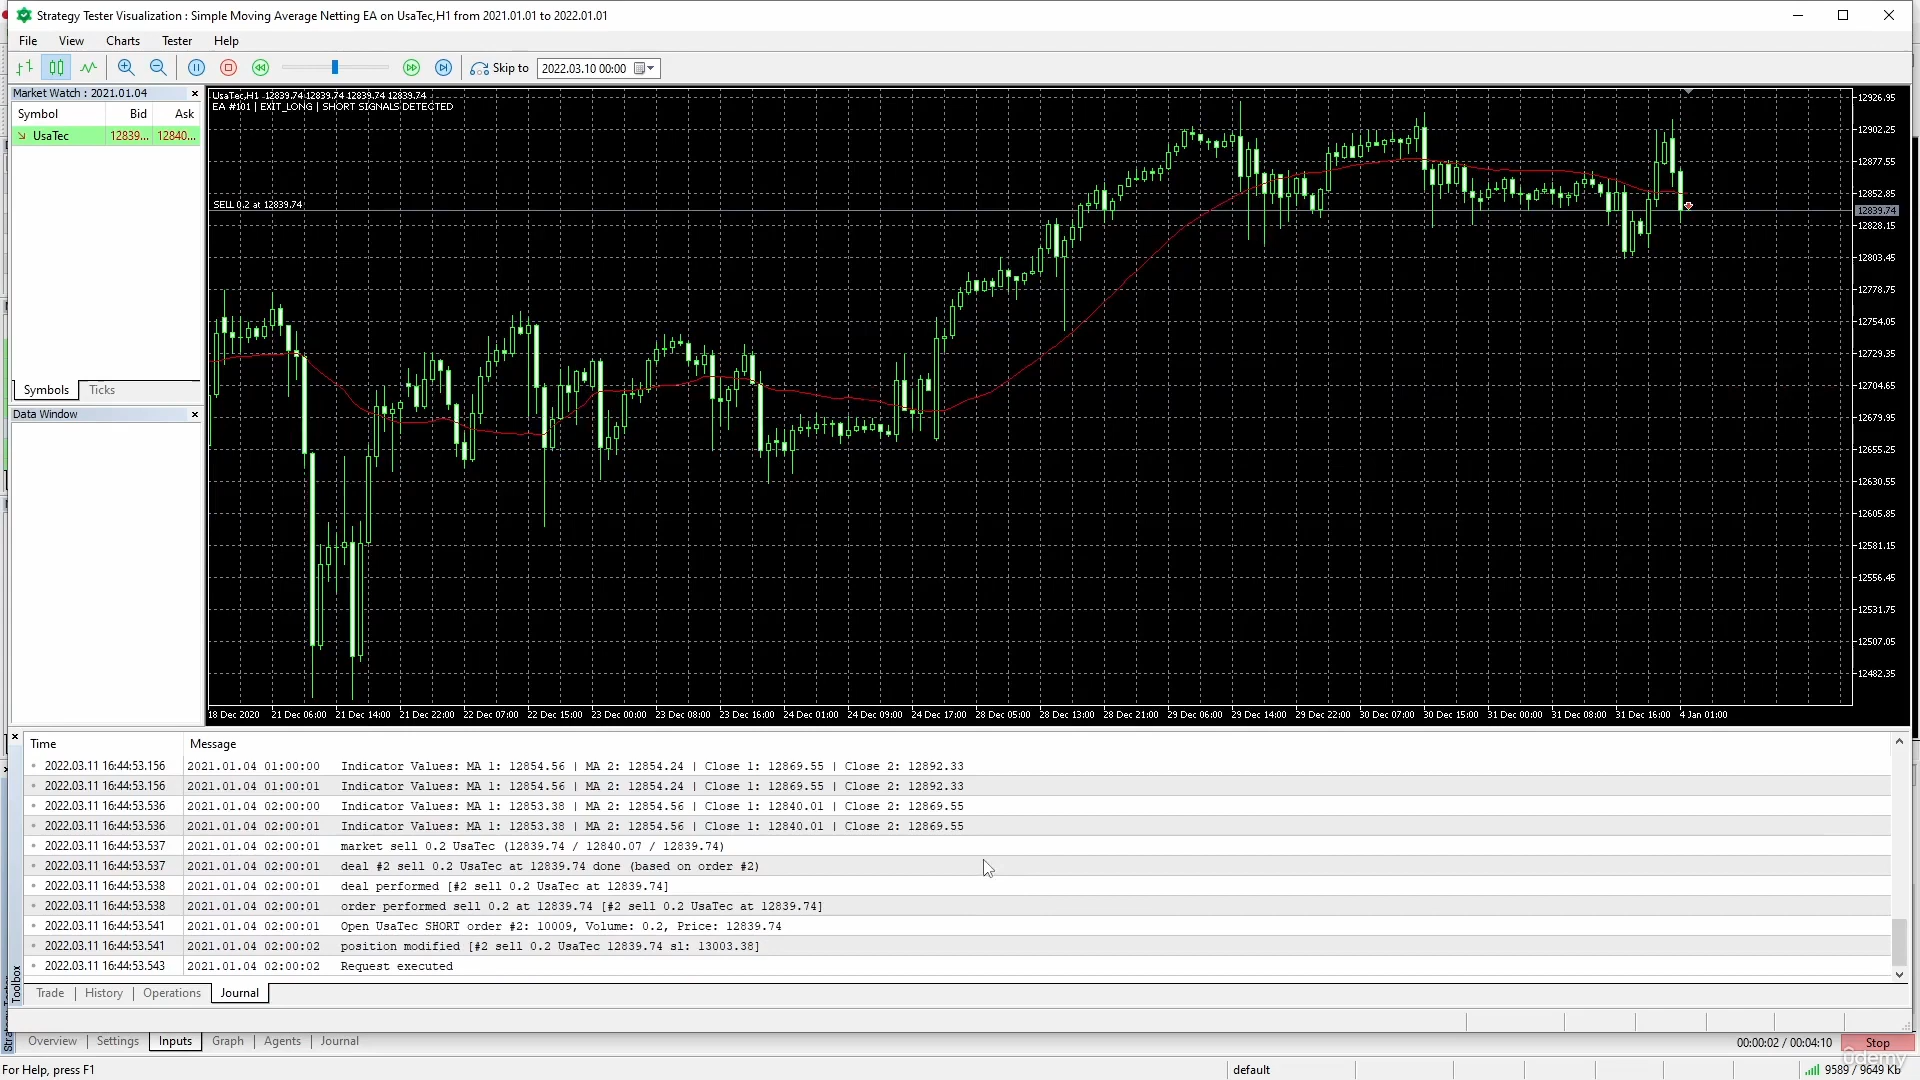 Strategy Tester Visualization : Simple Moving Average Netting EA on UsaTec,H1 from 2021.01.01 to 2022.01.01
File View Charts Tester Help
Skip to 2022.03.10 00:00
Market Watch : 2021.01.04
Symbol Bid Ask
UsaTec 12839... 12840...
Symbols Ticks
Data Window
UsaTec,H1 12839.74 12839.74 12839.74 12839.74
EA #101 | EXIT_LONG | SHORT SIGNALS DETECTED
SELL 0.2 at 12839.74
12926.95
12902.25
12877.55
12852.85
12839.74
12828.15
12803.45
12778.75
12754.05
12729.35
12704.65
12679.95
12655.25
12630.55
12605.85
12581.15
12556.45
12531.75
12507.05
12482.35
18 Dec 2020 21 Dec 06:00 21 Dec 14:00 21 Dec 22:00 22 Dec 07:00 22 Dec 15:00 23 Dec 00:00 23 Dec 08:00 23 Dec 16:00 24 Dec 01:00 24 Dec 09:00 24 Dec 17:00 28 Dec 05:00 28 Dec 13:00 28 Dec 21:00 29 Dec 06:00 29 Dec 14:00 29 Dec 22:00 30 Dec 07:00 30 Dec 15:00 31 Dec 00:00 31 Dec 08:00 31 Dec 16:00 4 Jan 01:00
Time Message
2022.03.11 16:44:53.156 2021.01.04 01:00:00 Indicator Values: MA 1: 12854.56 | MA 2: 12854.24 | Close 1: 12869.55 | Close 2: 12892.33
2022.03.11 16:44:53.156 2021.01.04 01:00:01 Indicator Values: MA 1: 12854.56 | MA 2: 12854.24 | Close 1: 12869.55 | Close 2: 12892.33
2022.03.11 16:44:53.536 2021.01.04 02:00:00 Indicator Values: MA 1: 12853.38 | MA 2: 12854.56 | Close 1: 12840.01 | Close 2: 12869.55
2022.03.11 16:44:53.536 2021.01.04 02:00:01 Indicator Values: MA 1: 12853.38 | MA 2: 12854.56 | Close 1: 12840.01 | Close 2: 12869.55
2022.03.11 16:44:53.537 2021.01.04 02:00:01 market sell 0.2 UsaTec (12839.74 / 12840.07 / 12839.74)
2022.03.11 16:44:53.537 2021.01.04 02:00:01 deal #2 sell 0.2 UsaTec at 12839.74 done (based on order #2)
2022.03.11 16:44:53.538 2021.01.04 02:00:01 deal performed [#2 sell 0.2 UsaTec at 12839.74]
2022.03.11 16:44:53.538 2021.01.04 02:00:01 order performed sell 0.2 at 12839.74 [#2 sell 0.2 UsaTec at 12839.74]
2022.03.11 16:44:53.541 2021.01.04 02:00:01 Open UsaTec SHORT order #2: 10009, Volume: 0.2, Price: 12839.74
2022.03.11 16:44:53.541 2021.01.04 02:00:02 position modified [#2 sell 0.2 UsaTec 12839.74 sl: 13003.38]
2022.03.11 16:44:53.543 2021.01.04 02:00:02 Request executed
Toolbox
Trade History Operations Journal
Overview Settings Inputs Graph Agents Journal
00:00:02 / 00:04:10 Stop
udemy
For Help, press F1 default 9589 / 9649 Kb